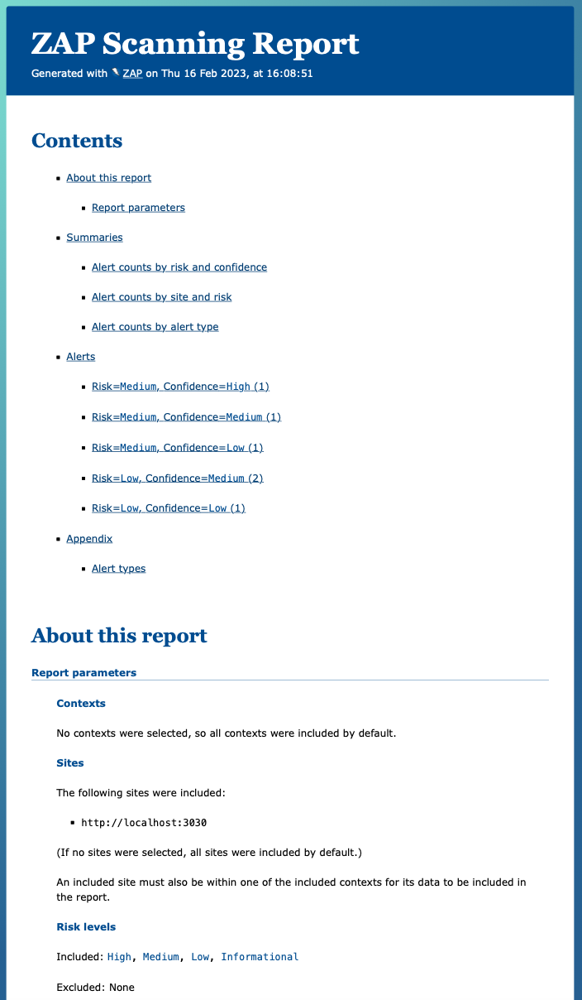 ZAP Scanning Report
Generated with ZAP on Thu 16 Feb 2023, at 16:08:51
Contents
About this report
Report parameters
Summaries
Alert counts by risk and confidence
Alert counts by site and risk
Alert counts by alert type
Alerts
Risk=Medium, Confidence=High (1)
Risk=Medium, Confidence=Medium (1)
Risk=Medium, Confidence=Low (1)
Risk=Low, Confidence=Medium (2)
Risk=Low, Confidence=Low (1)
Appendix
Alert types
About this report
Report parameters
Contexts
No contexts were selected, so all contexts were included by default.
Sites
The following sites were included:
http://localhost:3030
(If no sites were selected, all sites were included by default.)
An included site must also be within one of the included contexts for its data to be included in
the report.
Risk levels
Included: High, Medium, Low, Informational
Excluded: None